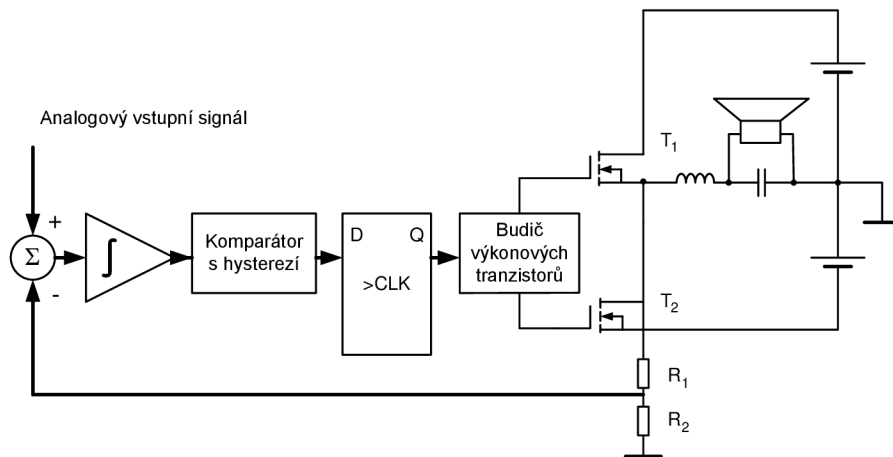 Analogový vstupní signál
+
Σ
-
∫
Komparátor
s hysterezí
D Q
>CLK
Budič
výkonových
tranzistorů
T1
T2
R1
R2